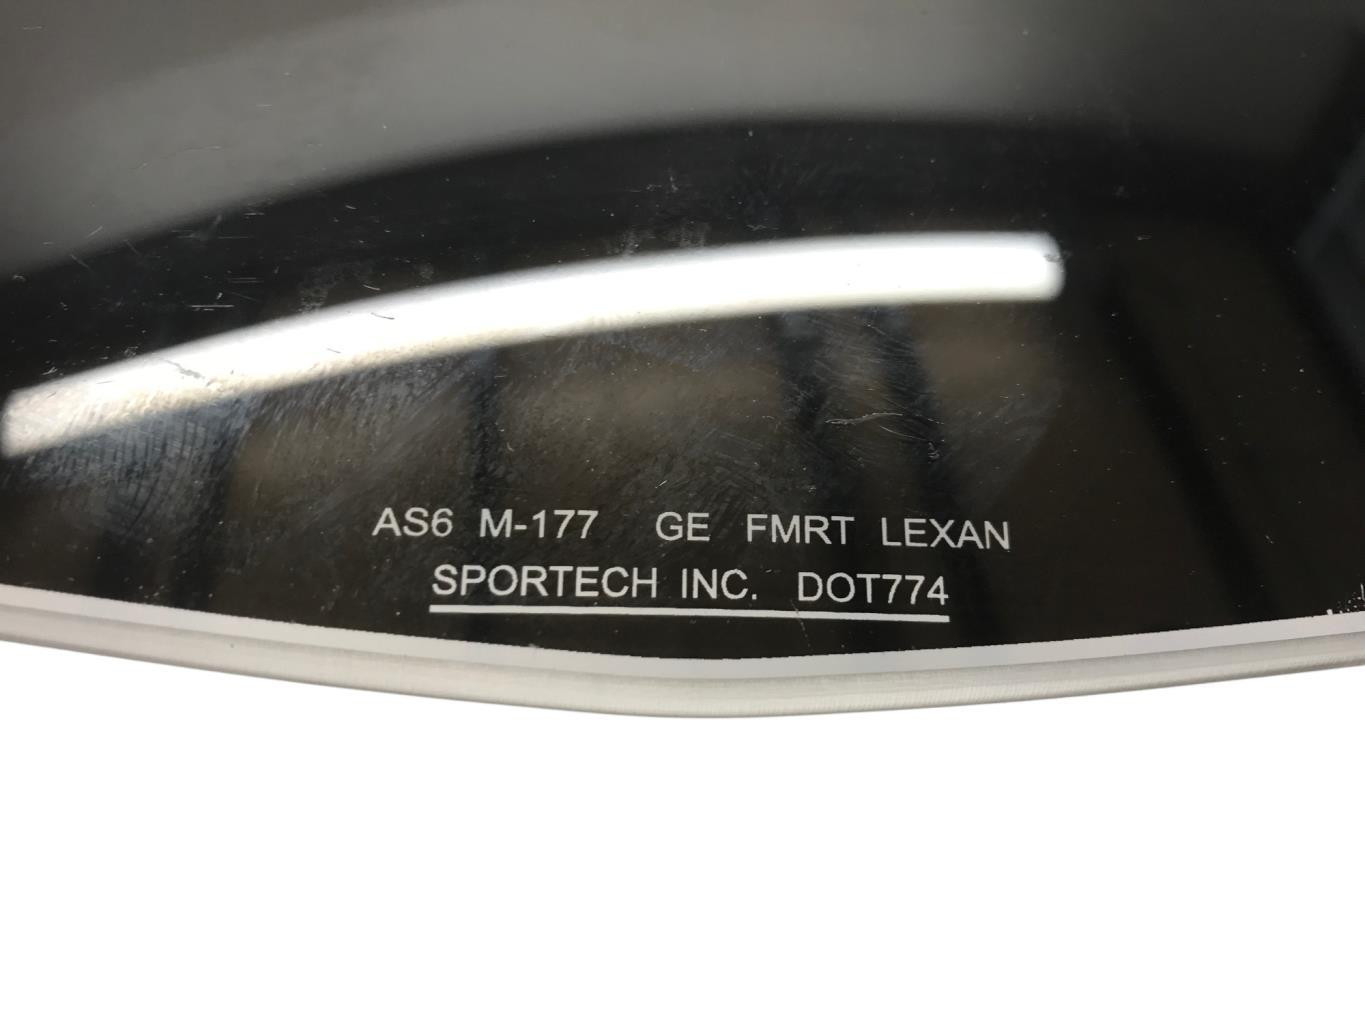 AS6 M-177 GE FMRT LEXAN
SPORTECH INC. DOT774